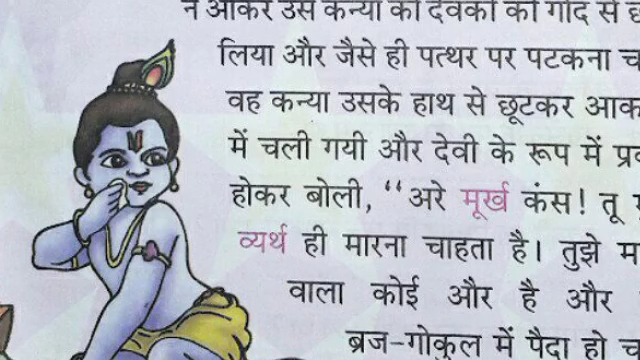 ने आकर उस कन्या को देवकी की गोद से
लिया और जैसे ही पत्थर पर पटकना
वह कन्या उसके हाथ से छूटकर
में चली गयी और देवी के रूप में
होकर बोली, “अरे मूर्ख कंस! तू
व्यर्थ ही मारना चाहता है। तुझे
वाला कोई और है और
ब्रज-गोकुल में पैदा हो